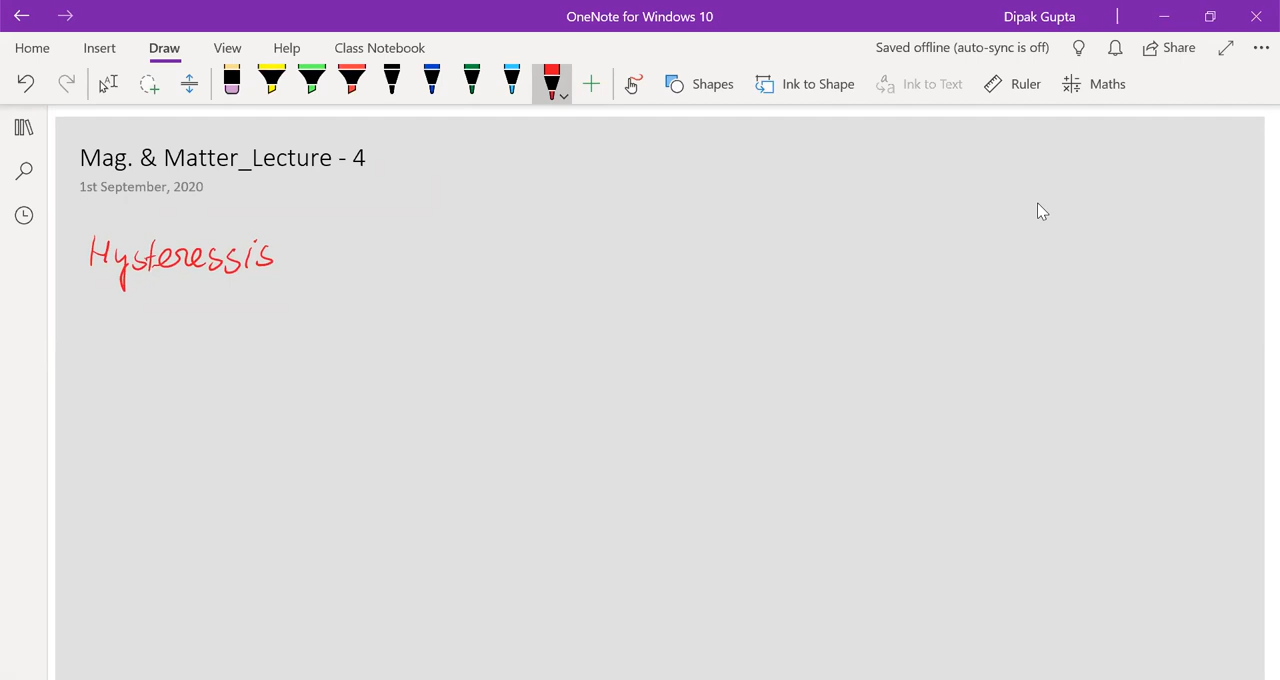 OneNote for Windows 10
Dipak Gupta
Home Insert Draw View Help Class Notebook
Saved offline (auto-sync is off)
Share
Shapes
Ink to Shape
Ink to Text
Ruler
Maths
Mag. & Matter_Lecture - 4
1st September, 2020
Hysteressis